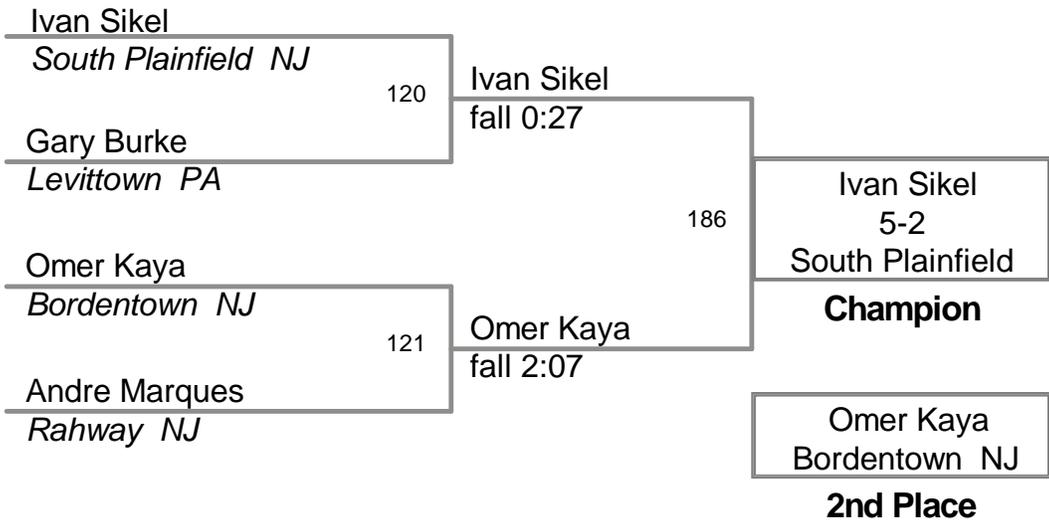 Ivan Sikel
South Plainfield  NJ
120
Gary Burke
Levittown  PA
Ivan Sikel
fall 0:27
Omer Kaya
Bordentown  NJ
121
Andre Marques
Rahway  NJ
Omer Kaya
fall 2:07
186
Ivan Sikel
5-2
South Plainfield
Champion
Omer Kaya
Bordentown  NJ
2nd Place